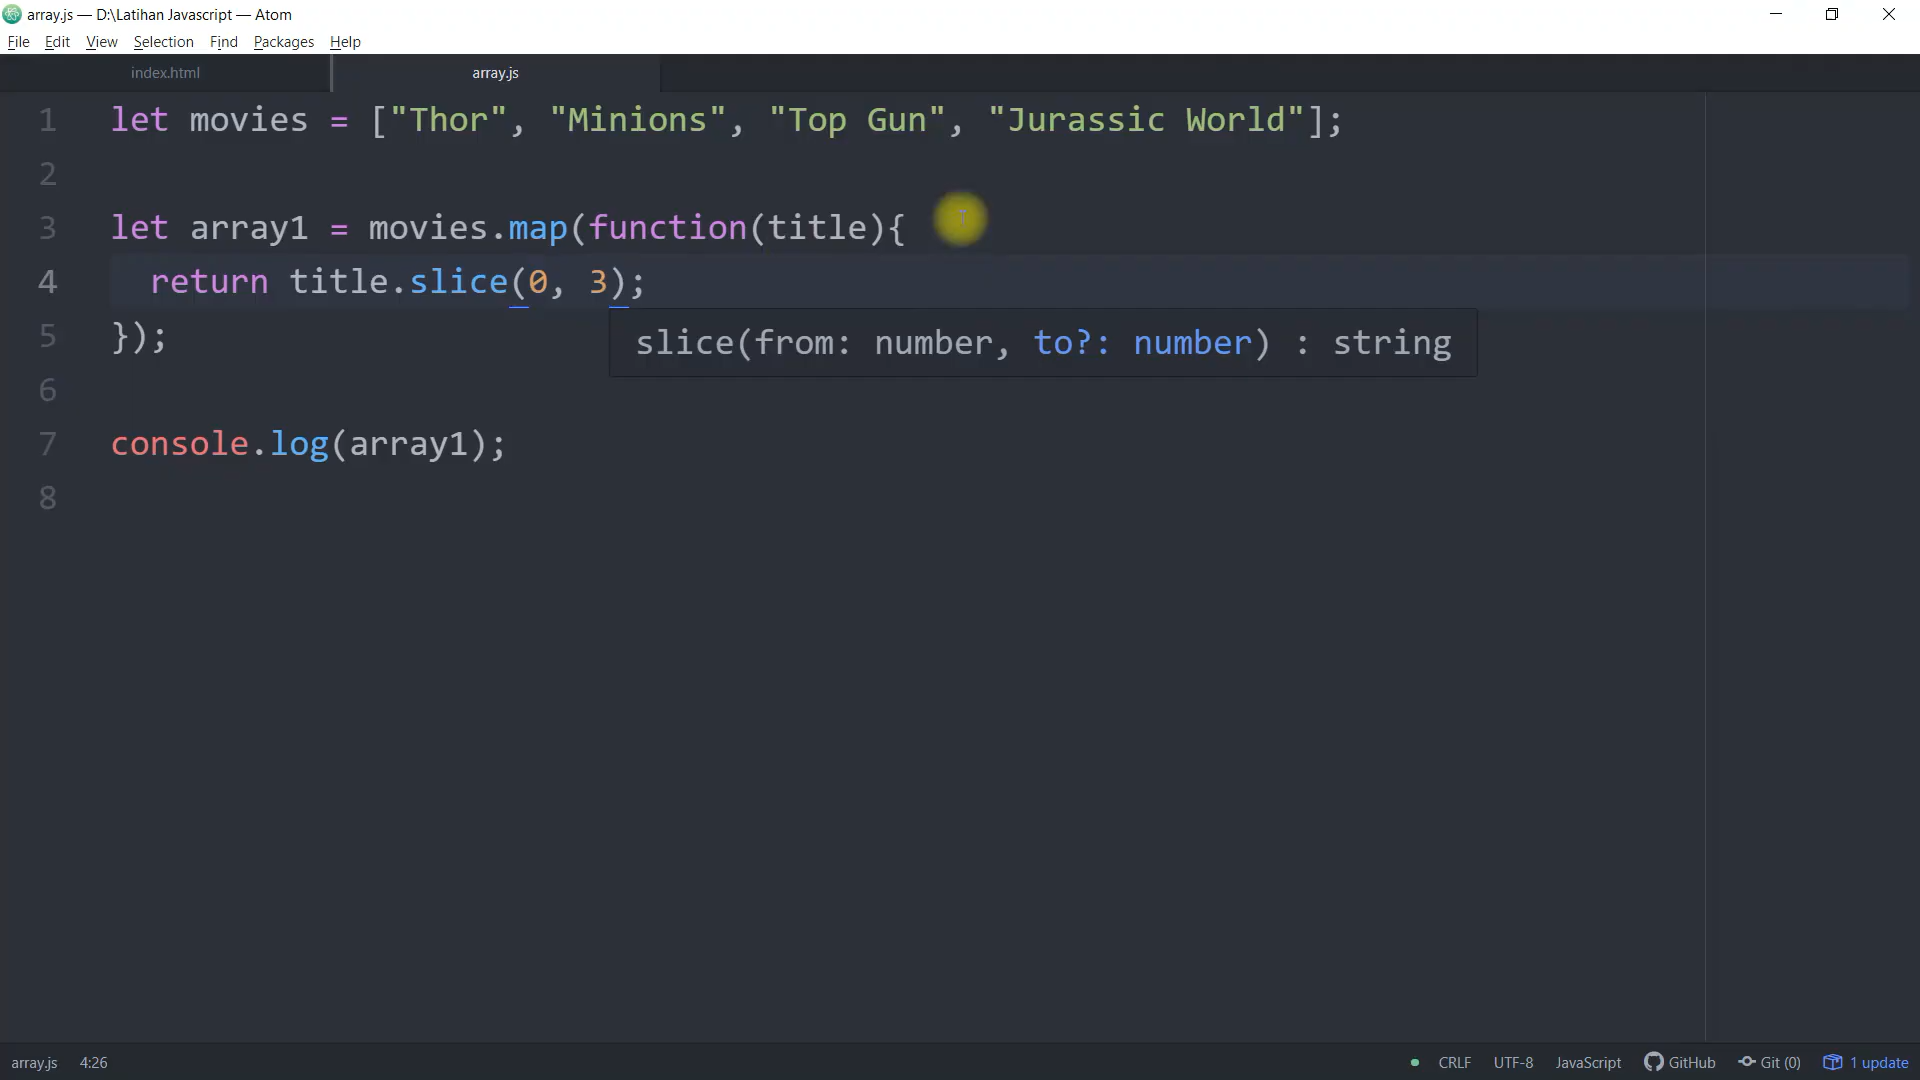 array.js — D:\Latihan Javascript — Atom
File Edit View Selection Find Packages Help
index.html array.js
1 let movies = ["Thor", "Minions", "Top Gun", "Jurassic World"];
2
3 let array1 = movies.map(function(title){
4 return title.slice(0, 3);
5 });
slice(from: number, to?: number) : string
6
7 console.log(array1);
8
array.js 4:26 CRLF UTF-8 JavaScript GitHub Git (0) 1 update